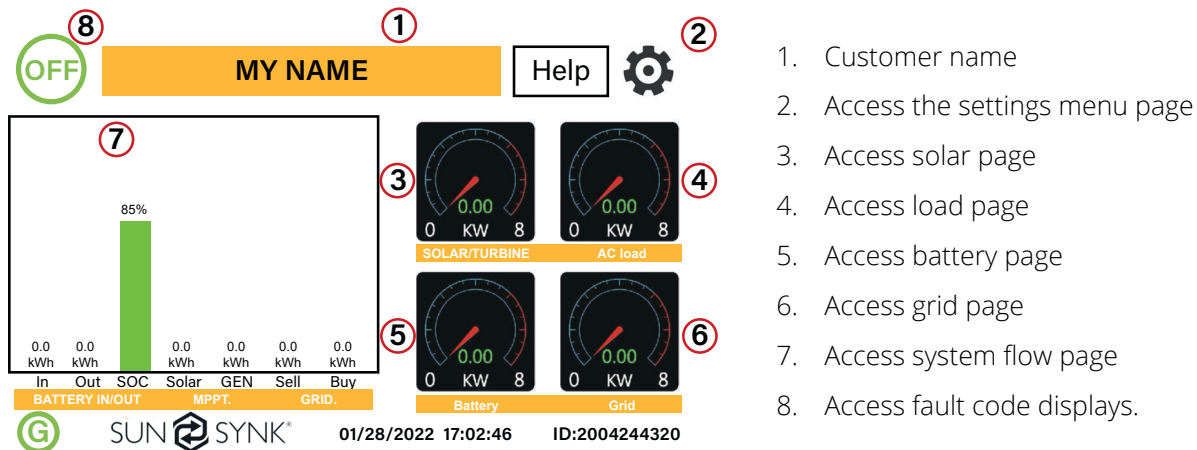 8
1
2
OFF
MY NAME
Help
7
85%
0.0 0.0 0.0 0.0 0.0 0.0
kWh kWh kWh kWh kWh kWh
In Out SOC Solar GEN Sell Buy
BATTERY IN/OUT MPPT. GRID.
3
0.00
0 KW 8
SOLAR/TURBINE
4
0.00
0 KW 8
AC load
5
0.00
0 KW 8
Battery
6
0.00
0 KW 8
Grid
G
SUN SYNK®
01/28/2022 17:02:46
ID:2004244320
1. Customer name
2. Access the settings menu page
3. Access solar page
4. Access load page
5. Access battery page
6. Access grid page
7. Access system flow page
8. Access fault code displays.